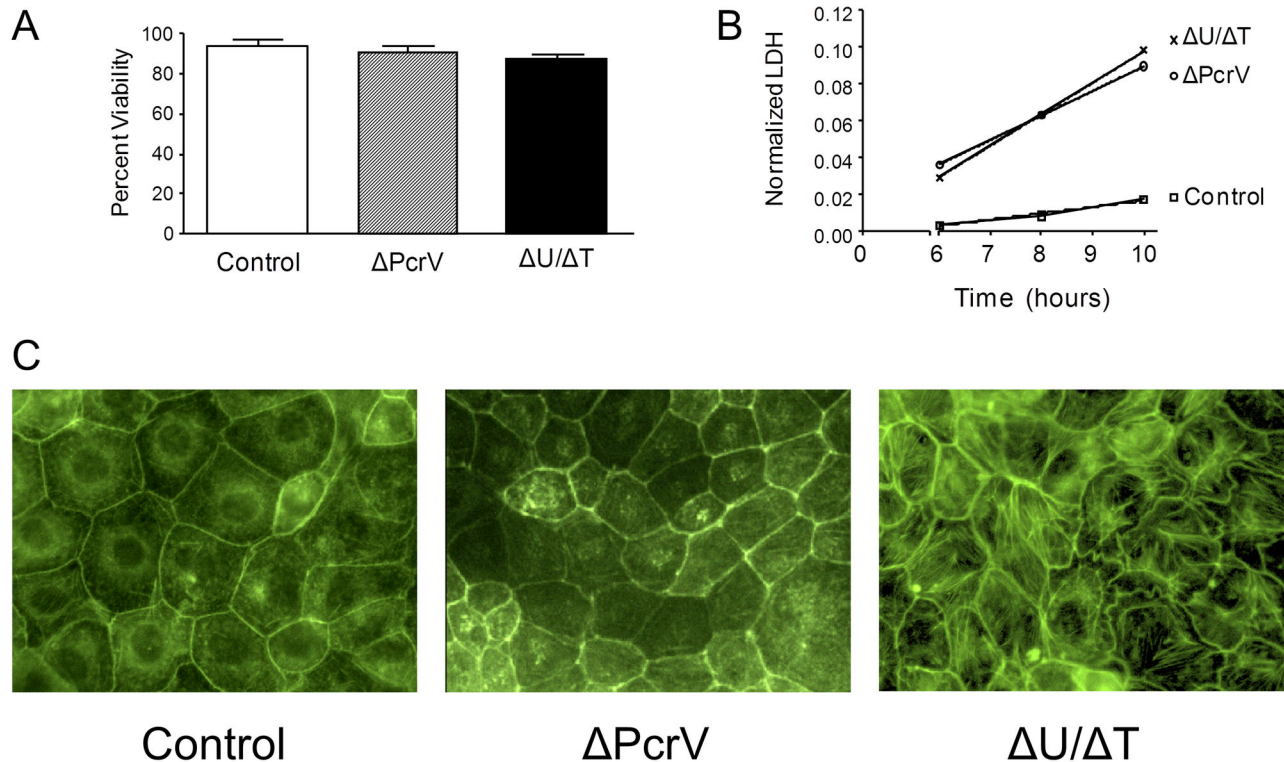 A
Percent Viability
100
80
60
40
20
0
Control
ΔPcrV
ΔU/ΔT
B
Normalized LDH
0.12
0.10
0.08
0.06
0.04
0.02
0.00
0
6
7
8
9
10
Time (hours)
ΔU/ΔT
ΔPcrV
Control
C
Control
ΔPcrV
ΔU/ΔT